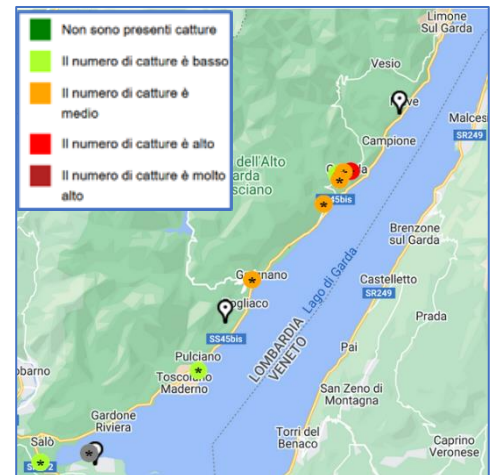 Non sono presenti catture
Il numero di catture è basso
Il numero di catture è
medio
Il numero di catture è alto
Il numero di catture è molto
alto
Limone
Sul Garda
Vesio
Malces
SR249
Campione
dell'Alto
arda
sciano
45bis
Brenzone
sul Garda
Lago di Garda
Castelletto
SR249
Prada
SS45bis
LOMBARDIA
VENETO
Pulciano
Toscolano
Maderno
Pai
San Zeno di
Montagna
obarno
Gardone
Riviera
Salò
Torri del
Benaco
Caprino
Veronese